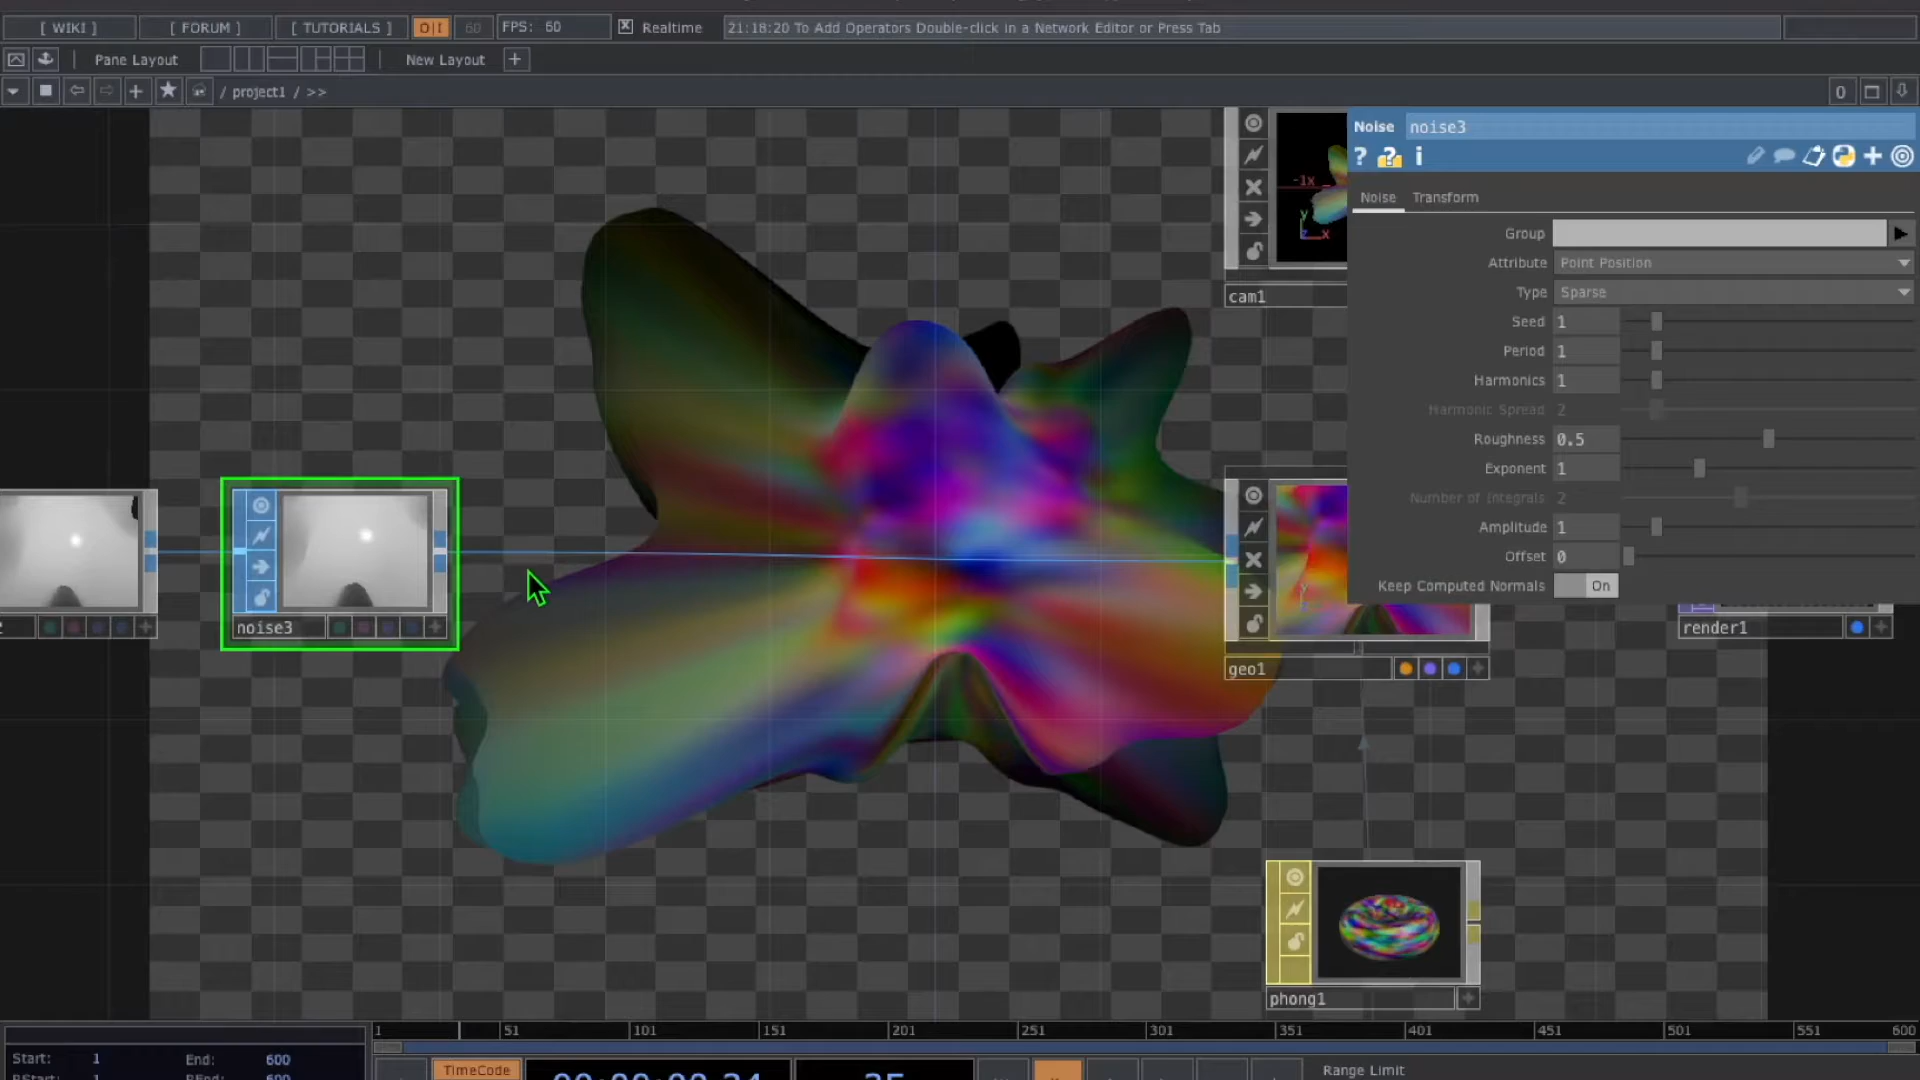 [ WIKI ] [ FORUM ] [ TUTORIALS ] O|I 60 FPS: 60 X Realtime 21:18:20 To Add Operators Double-click in a Network Editor or Press Tab
Pane Layout New Layout +
/ project1 / >> 0
Noise noise3
? ? i
Noise Transform
Group
Attribute Point Position
Type Sparse
Seed 1
Period 1
Harmonics 1
Harmonic Spread 2
Roughness 0.5
Exponent 1
Number of Integrals 2
Amplitude 1
Offset 0
Keep Computed Normals On
-1x
y
z x
cam1
2
noise3
geo1
render1
phong1
1 51 101 151 201 251 301 351 401 451 501 551 600
Start: 1 End: 600
TimeCode
Range Limit